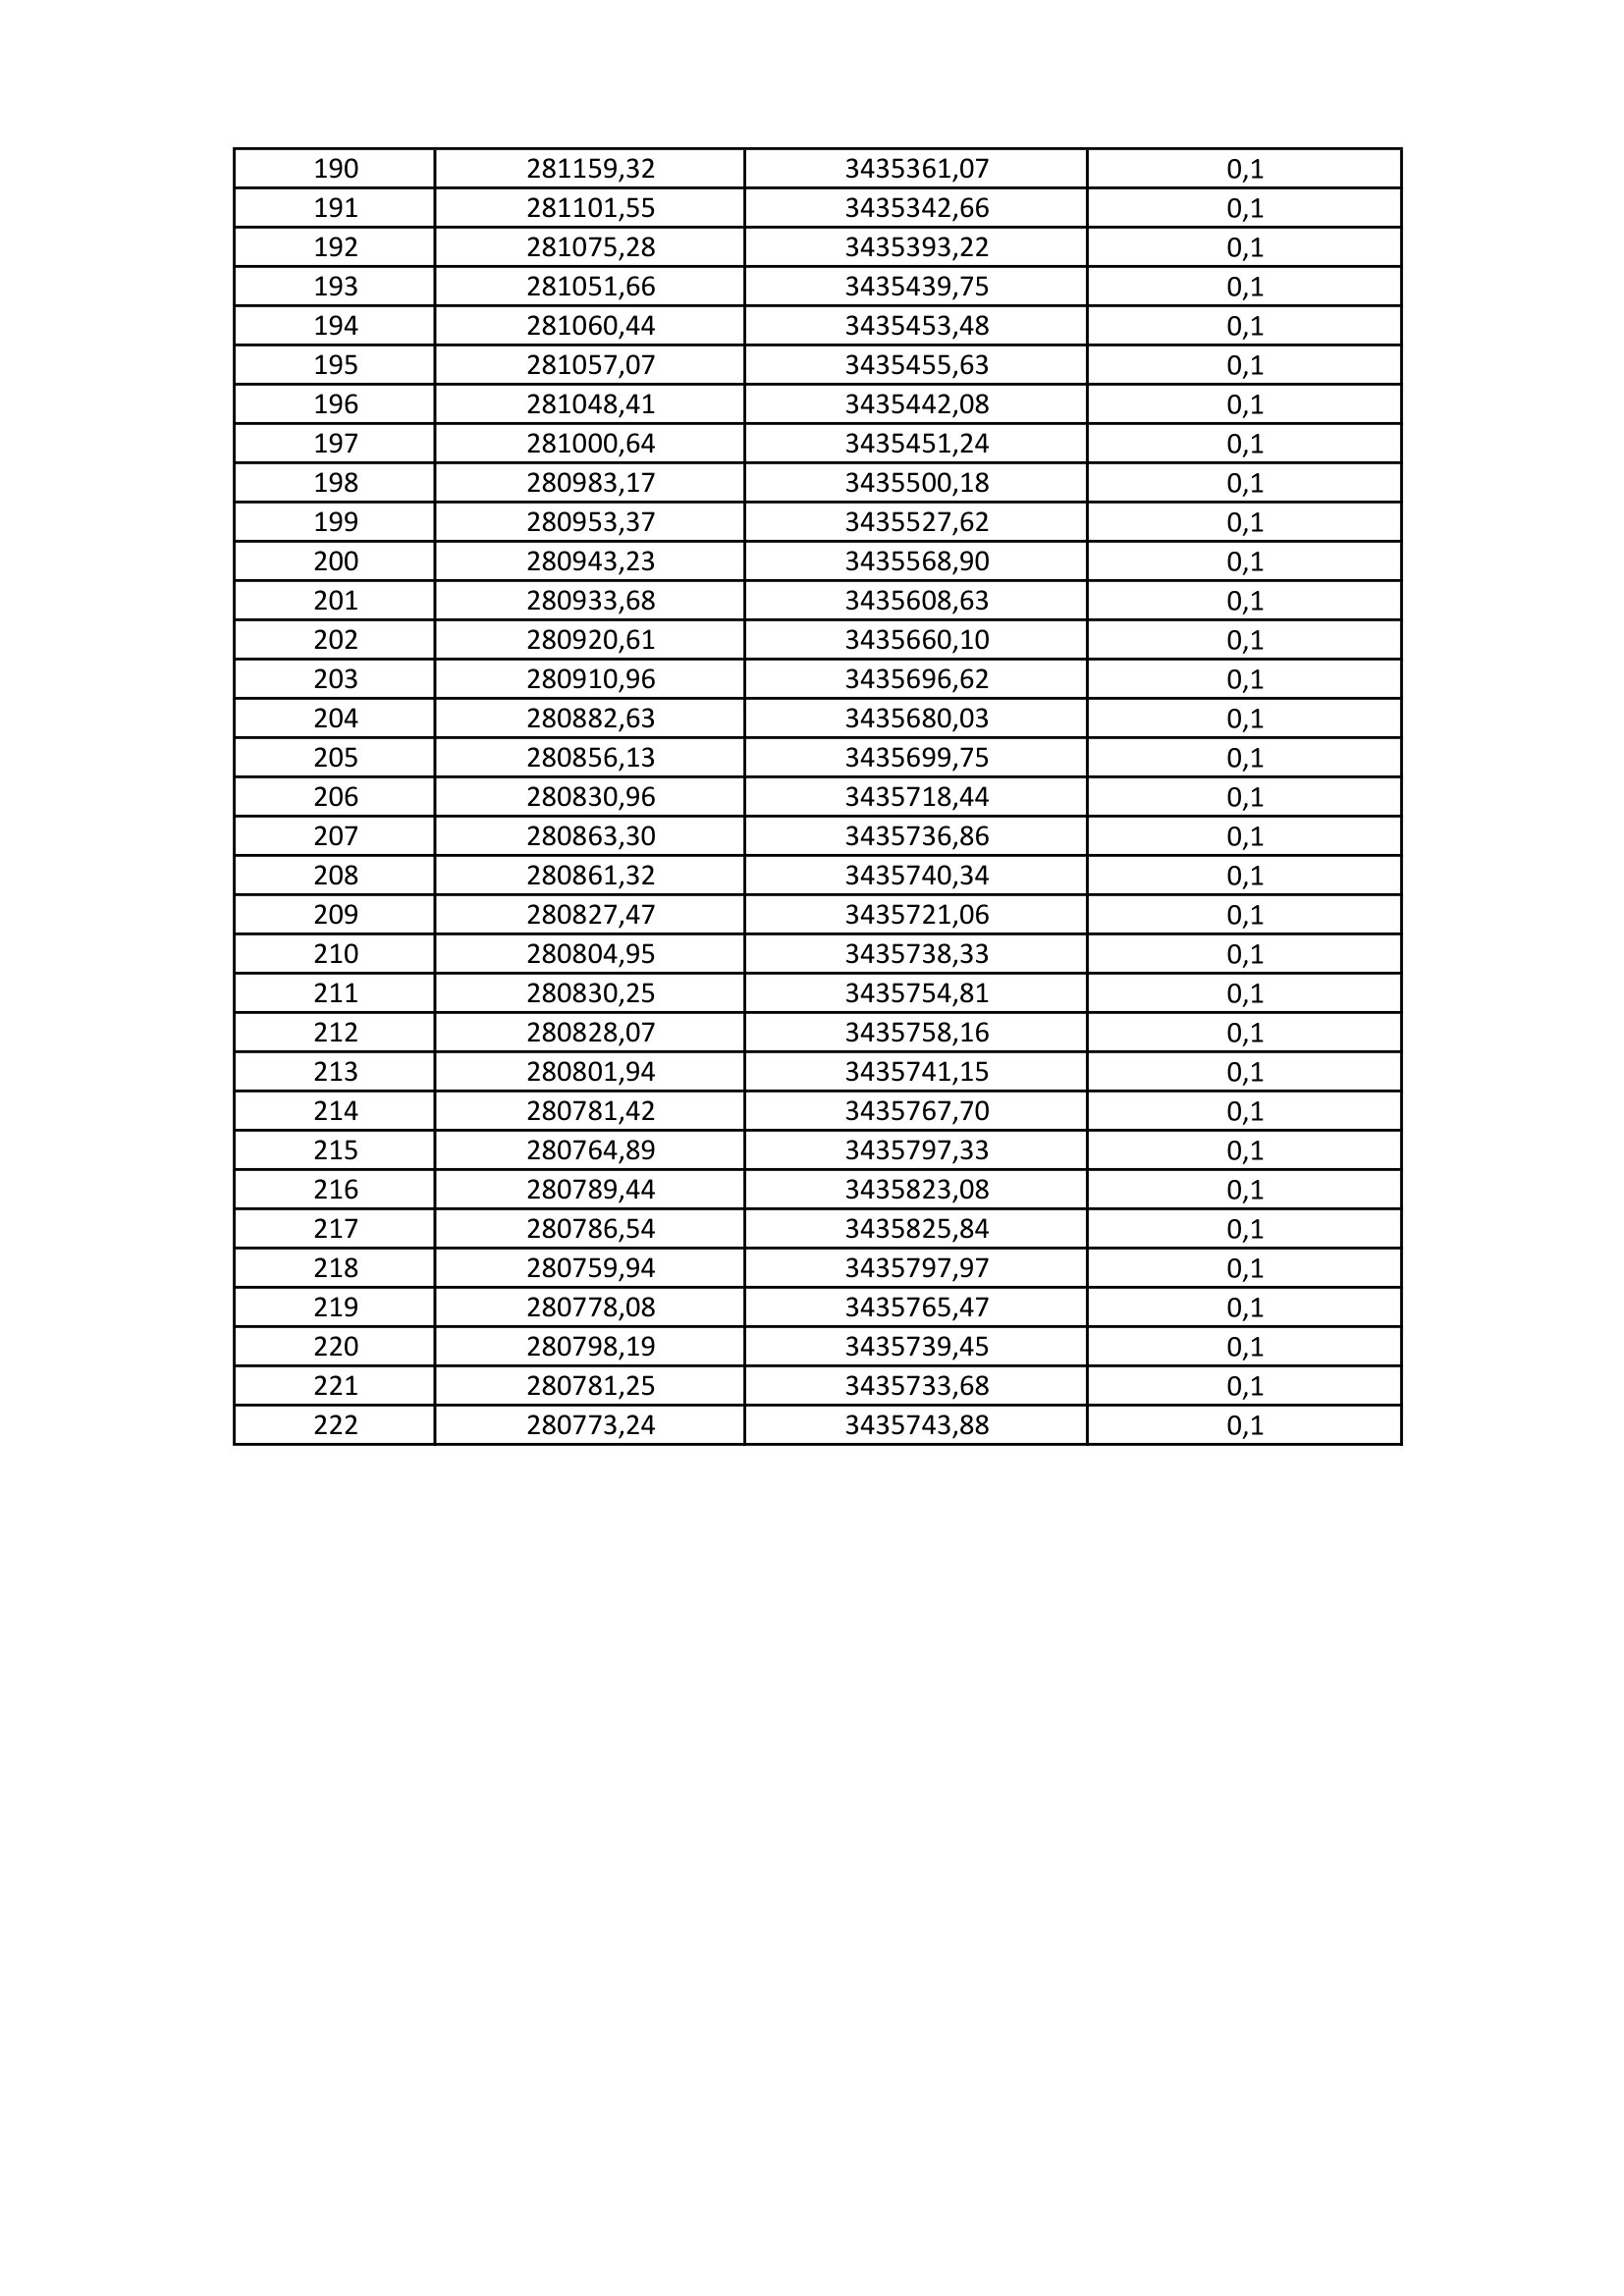 190 281159,32 3435361,07 0,1
191 281101,55 3435342,66 0,1
192 281075,28 3435393,22 0,1
193 281051,66 3435439,75 0,1
194 281060,44 3435453,48 0,1
195 281057,07 3435455,63 0,1
196 281048,41 3435442,08 0,1
197 281000,64 3435451,24 0,1
198 280983,17 3435500,18 0,1
199 280953,37 3435527,62 0,1
200 280943,23 3435568,90 0,1
201 280933,68 3435608,63 0,1
202 280920,61 3435660,10 0,1
203 280910,96 3435696,62 0,1
204 280882,63 3435680,03 0,1
205 280856,13 3435699,75 0,1
206 280830,96 3435718,44 0,1
207 280863,30 3435736,86 0,1
208 280861,32 3435740,34 0,1
209 280827,47 3435721,06 0,1
210 280804,95 3435738,33 0,1
211 280830,25 3435754,81 0,1
212 280828,07 3435758,16 0,1
213 280801,94 3435741,15 0,1
214 280781,42 3435767,70 0,1
215 280764,89 3435797,33 0,1
216 280789,44 3435823,08 0,1
217 280786,54 3435825,84 0,1
218 280759,94 3435797,97 0,1
219 280778,08 3435765,47 0,1
220 280798,19 3435739,45 0,1
221 280781,25 3435733,68 0,1
222 280773,24 3435743,88 0,1